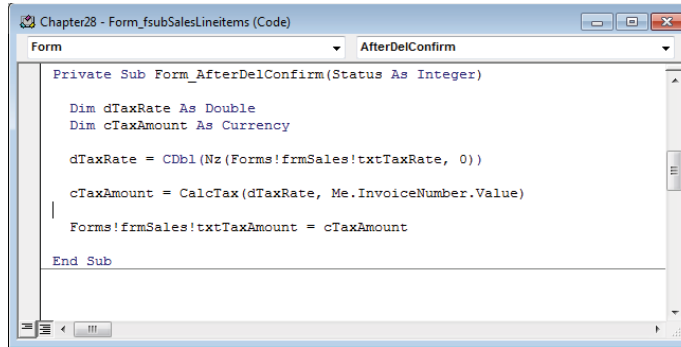 Chapter28 - Form_fsubSalesLineitems (Code)
Form AfterDelConfirm
Private Sub Form_AfterDelConfirm(Status As Integer)
Dim dTaxRate As Double
Dim cTaxAmount As Currency
dTaxRate = CDbl(Nz(Forms!frmSales!txtTaxRate, 0))
cTaxAmount = CalcTax(dTaxRate, Me.InvoiceNumber.Value)
Forms!frmSales!txtTaxAmount = cTaxAmount
End Sub